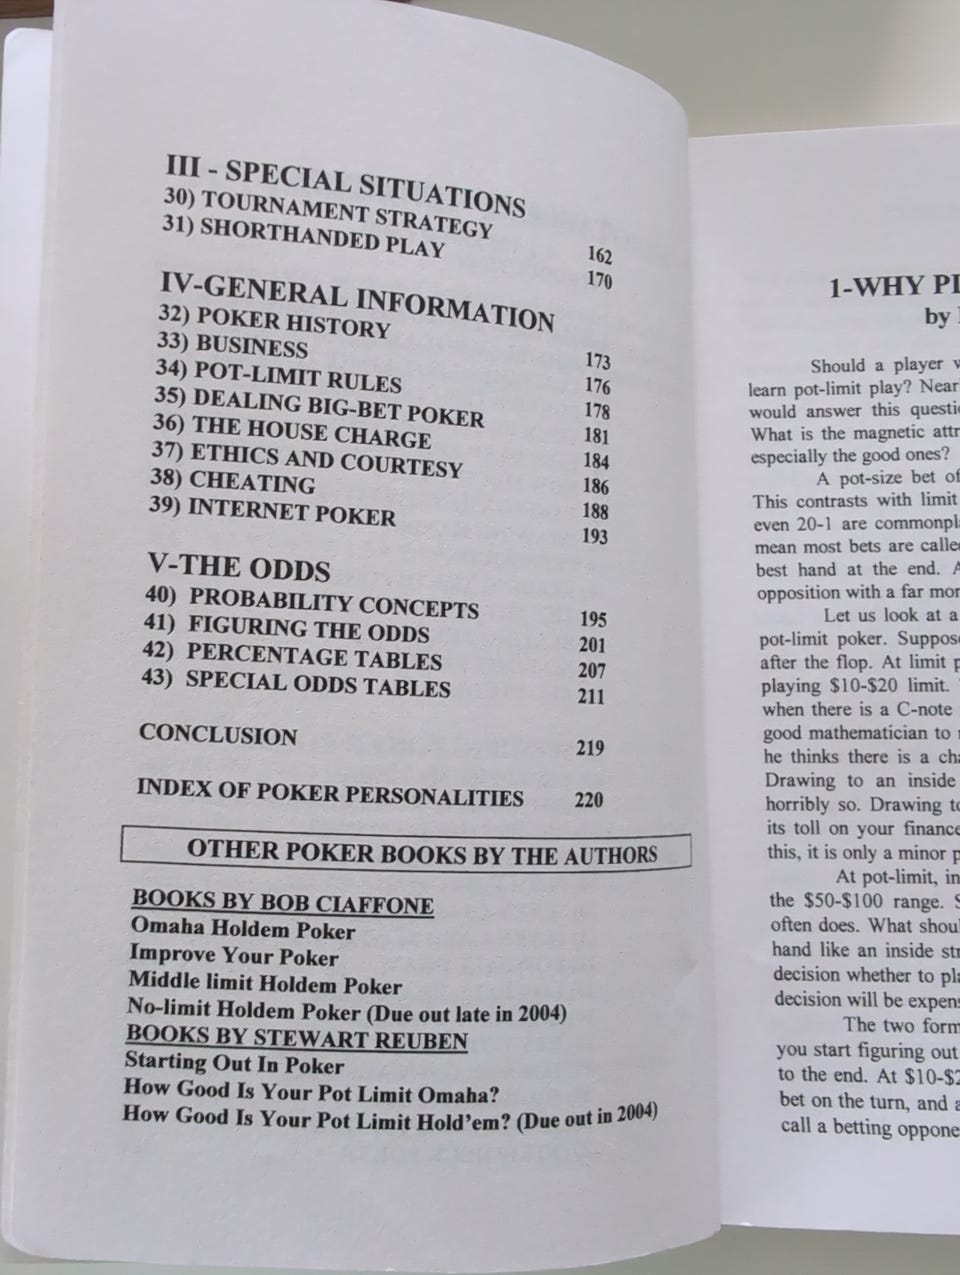 III - SPECIAL SITUATIONS
30) TOURNAMENT STRATEGY 162
31) SHORTHANDED PLAY 170
IV-GENERAL INFORMATION
32) POKER HISTORY 173
33) BUSINESS 176
34) POT-LIMIT RULES 178
35) DEALING BIG-BET POKER 181
36) THE HOUSE CHARGE 184
37) ETHICS AND COURTESY 186
38) CHEATING 188
39) INTERNET POKER 193
V-THE ODDS
40) PROBABILITY CONCEPTS 195
41) FIGURING THE ODDS 201
42) PERCENTAGE TABLES 207
43) SPECIAL ODDS TABLES 211
CONCLUSION 219
INDEX OF POKER PERSONALITIES 220
OTHER POKER BOOKS BY THE AUTHORS
BOOKS BY BOB CIAFFONE
Omaha Holdem Poker
Improve Your Poker
Middle limit Holdem Poker
No-limit Holdem Poker (Due out late in 2004)
BOOKS BY STEWART REUBEN
Starting Out In Poker
How Good Is Your Pot Limit Omaha?
How Good Is Your Pot Limit Hold'em? (Due out in 2004)
1-WHY
by
Should a player
learn pot-limit play?
would answer this
What is the magnetic
especially the good ones?
A pot-size bet of
This contrasts with limit
even 20-1 are
mean most bets are
best hand at the end.
opposition with a far
Let us look at a
pot-limit poker.
after the flop. At limit
playing $10-$20 limit.
when there is a C-note
good mathematician to
he thinks there is a
Drawing to an inside
horribly so. Drawing
its toll on your
this, it is only a minor
At pot-limit, in
the $50-$100 range.
often does. What
hand like an inside
decision whether to
decision will be
The two
you start figuring out
to the end. At
bet on the turn, and
call a betting